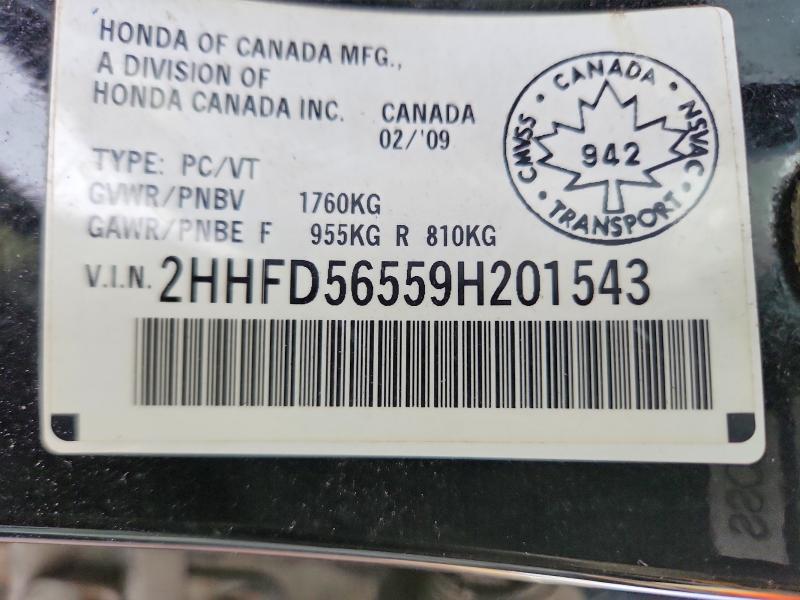 HONDA OF CANADA MFG.,
A DIVISION OF
HONDA CANADA INC. CANADA
02/'09
TYPE: PC/VT
GVWR/PNBV 1760KG
GAWR/PNBE F 955KG R 810KG
V.I.N. 2HHFD56559H201543
CANADA
CMVSS 942 NSVAC
TRANSPORT